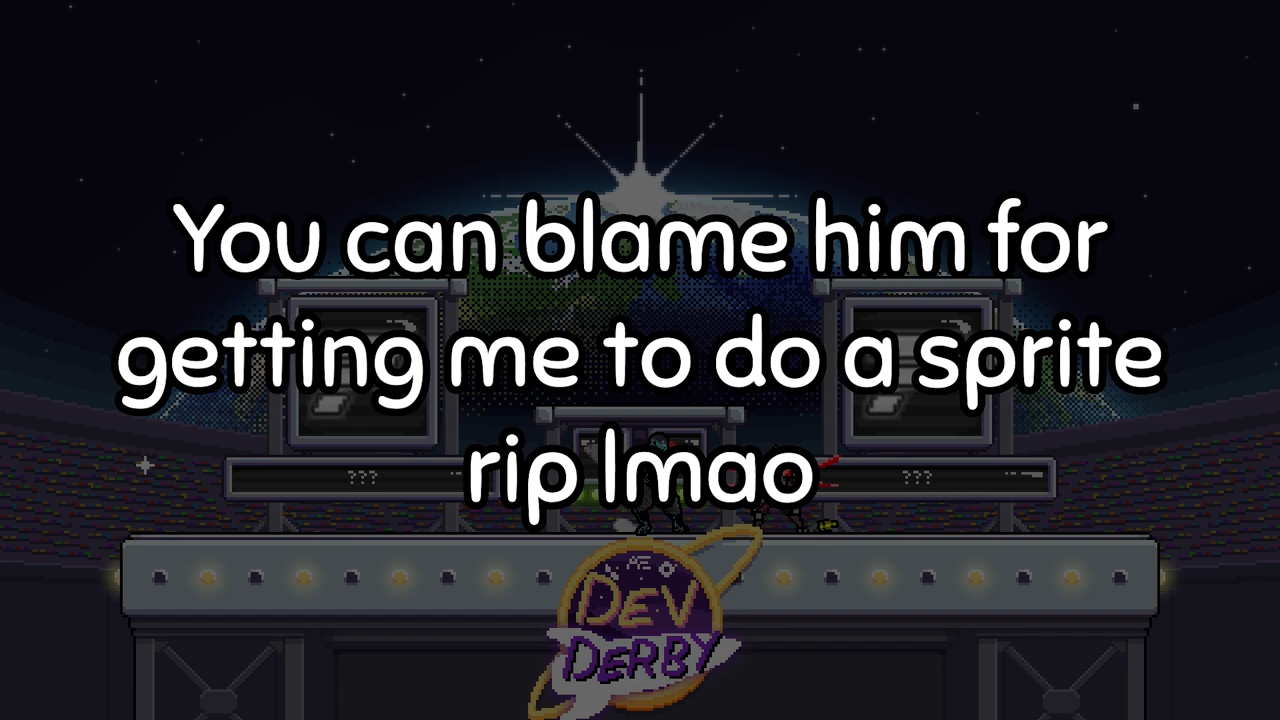 You can blame him for
getting me to do a sprite
rip lmao
???
???
DEV
DERBY